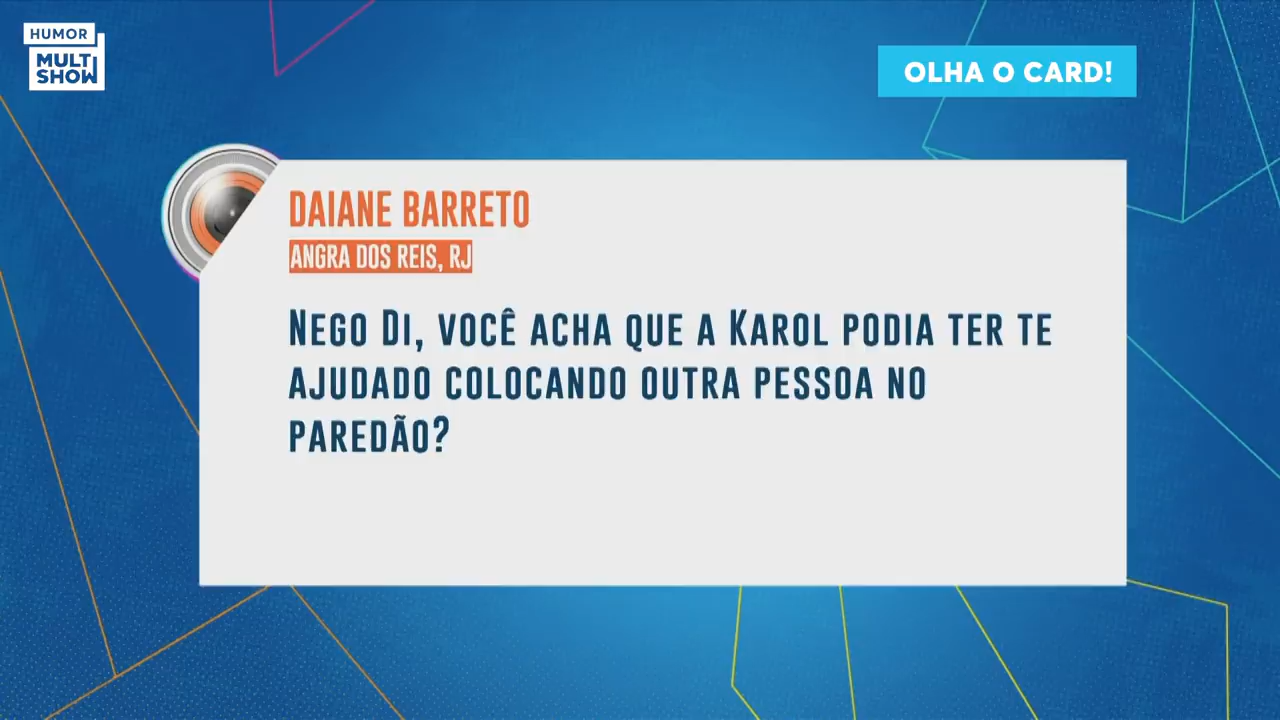 HUMOR
MULT
SHOW
OLHA O CARD!
DAIANE BARRETO
ANGRA DOS REIS, RJ
NEGO DI, VOCÊ ACHA QUE A KAROL PODIA TER TE
AJUDADO COLOCANDO OUTRA PESSOA NO
PAREDÃO?